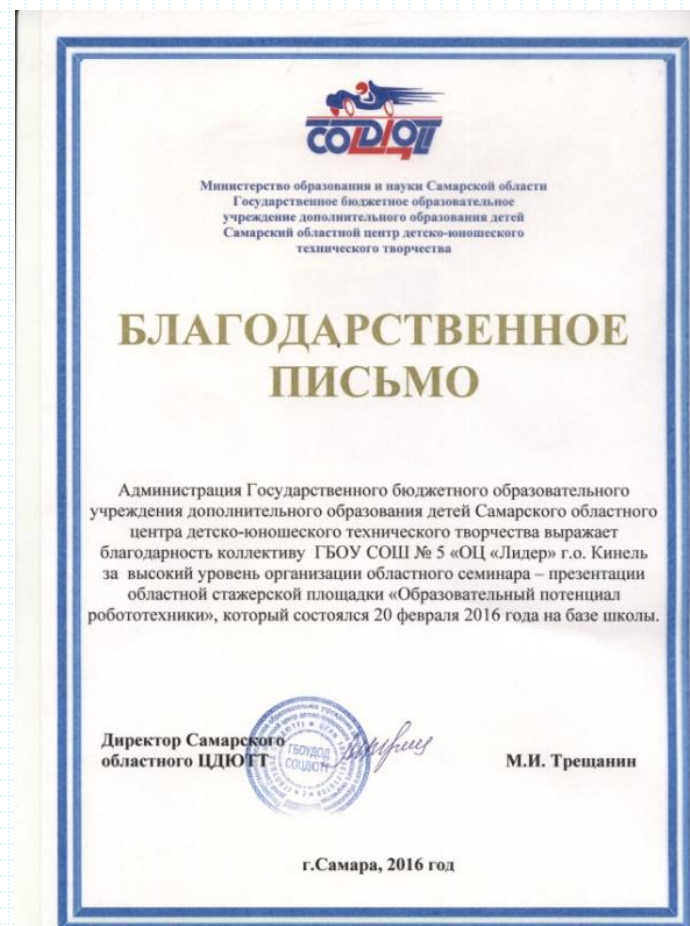 СОЦДЮТТ
Министерство образования и науки Самарской области
Государственное бюджетное образовательное
учреждение дополнительного образования детей
Самарский областной центр детско-юношеского
технического творчества
БЛАГОДАРСТВЕННОЕ
ПИСЬМО
Администрация Государственного бюджетного образовательного
учреждения дополнительного образования детей Самарского областного
центра детско-юношеского технического творчества выражает
благодарность коллективу ГБОУ СОШ № 5 «ОЦ «Лидер» г.о. Кинель
за высокий уровень организации областного семинара – презентации
областной стажерской площадки «Образовательный потенциал
робототехники», который состоялся 20 февраля 2016 года на базе школы.
Директор Самарского
областного ЦДЮТТ
ГБОУДОД
СОЦДЮТТ
М.И. Трещанин
г.Самара, 2016 год